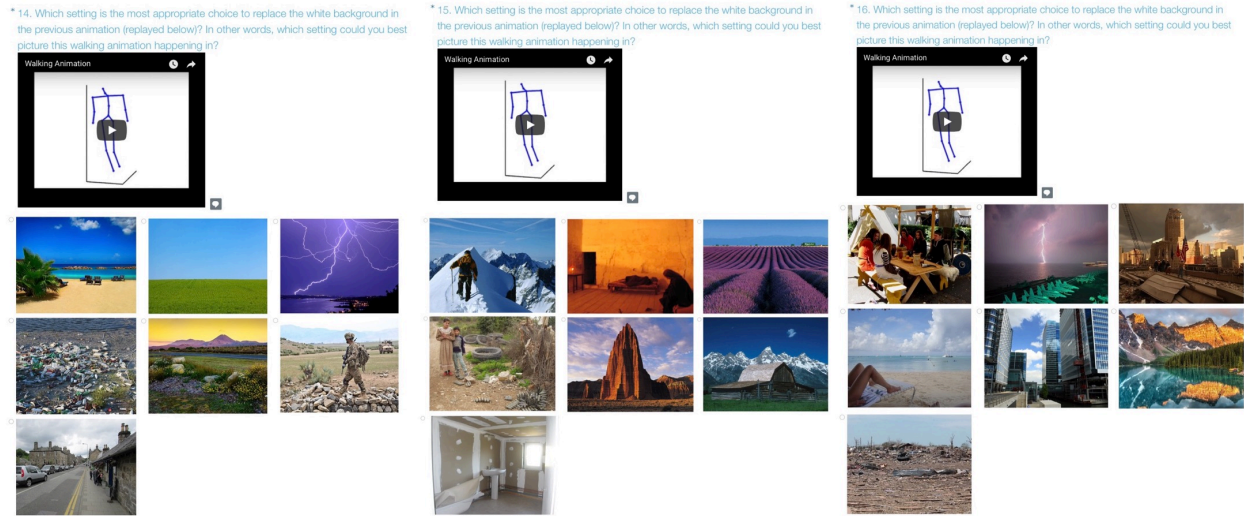 * 14. Which setting is the most appropriate choice to replace the white background in
the previous animation (replayed below)? In other words, which setting could you best
picture this walking animation happening in?
Walking Animation
* 15. Which setting is the most appropriate choice to replace the white background in
the previous animation (replayed below)? In other words, which setting could you best
picture this walking animation happening in?
Walking Animation
* 16. Which setting is the most appropriate choice to replace the white background in
the previous animation (replayed below)? In other words, which setting could you best
picture this walking animation happening in?
Walking Animation